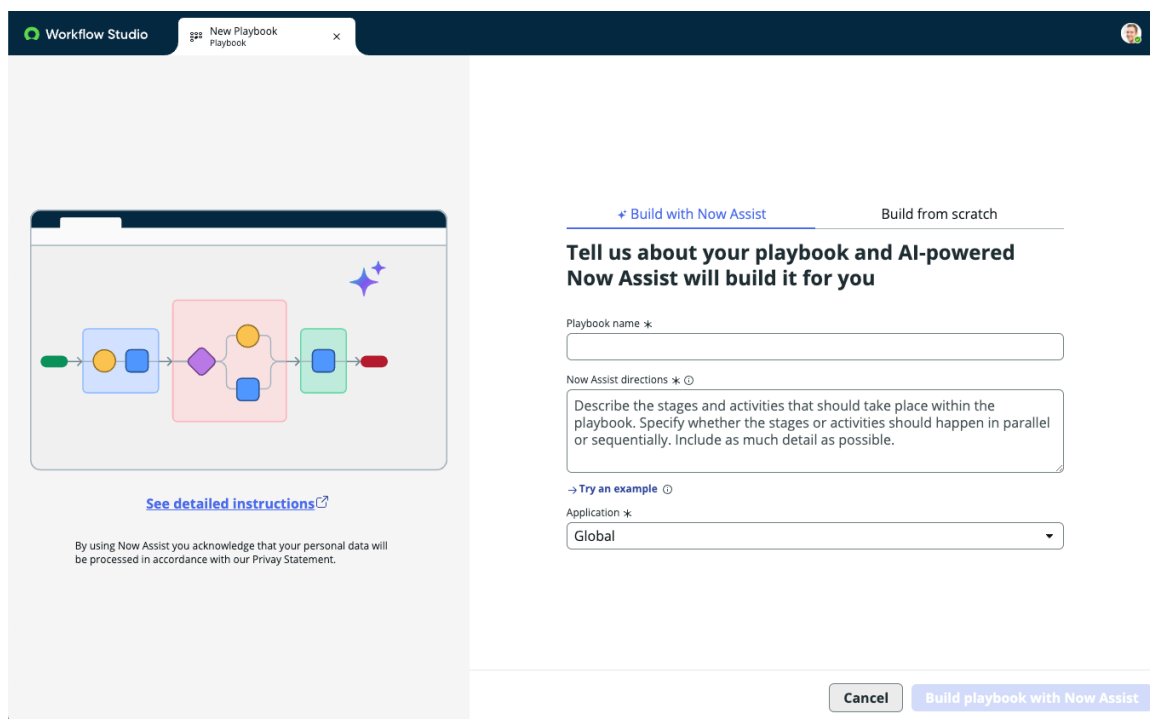 Workflow Studio
New Playbook
Playbook
Build with Now Assist
Build from scratch
Tell us about your playbook and AI-powered
Now Assist will build it for you
Playbook name *
Now Assist directions *
Describe the stages and activities that should take place within the
playbook. Specify whether the stages or activities should happen in parallel
or sequentially. Include as much detail as possible.
→ Try an example
Application *
Global
See detailed instructions
By using Now Assist you acknowledge that your personal data will
be processed in accordance with our Privay Statement.
Cancel
Build playbook with Now Assist